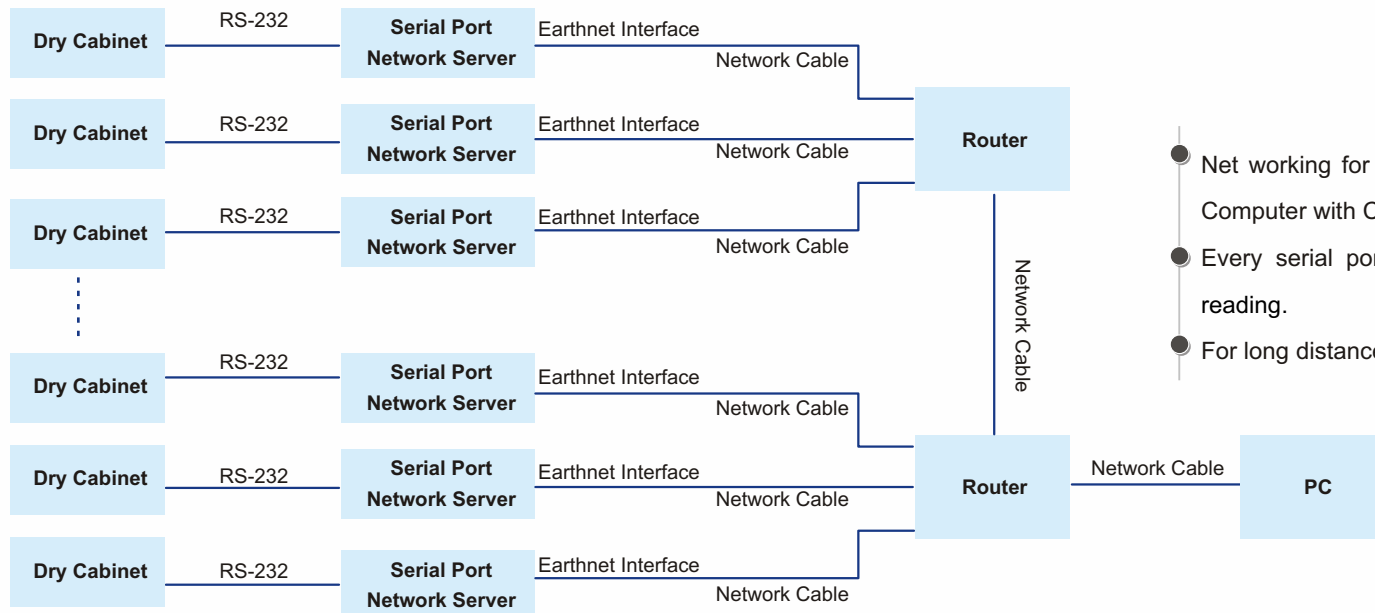 Dry Cabinet
RS-232
Serial Port
Network Server
Earthnet Interface
Network Cable
Dry Cabinet
RS-232
Serial Port
Network Server
Earthnet Interface
Network Cable
Dry Cabinet
RS-232
Serial Port
Network Server
Earthnet Interface
Network Cable
Router
Network Cable
Dry Cabinet
RS-232
Serial Port
Network Server
Earthnet Interface
Network Cable
Dry Cabinet
RS-232
Serial Port
Network Server
Earthnet Interface
Network Cable
Dry Cabinet
RS-232
Serial Port
Network Server
Earthnet Interface
Network Cable
Router
Network Cable
PC
Net working for
Computer with
Every serial
reading.
For long